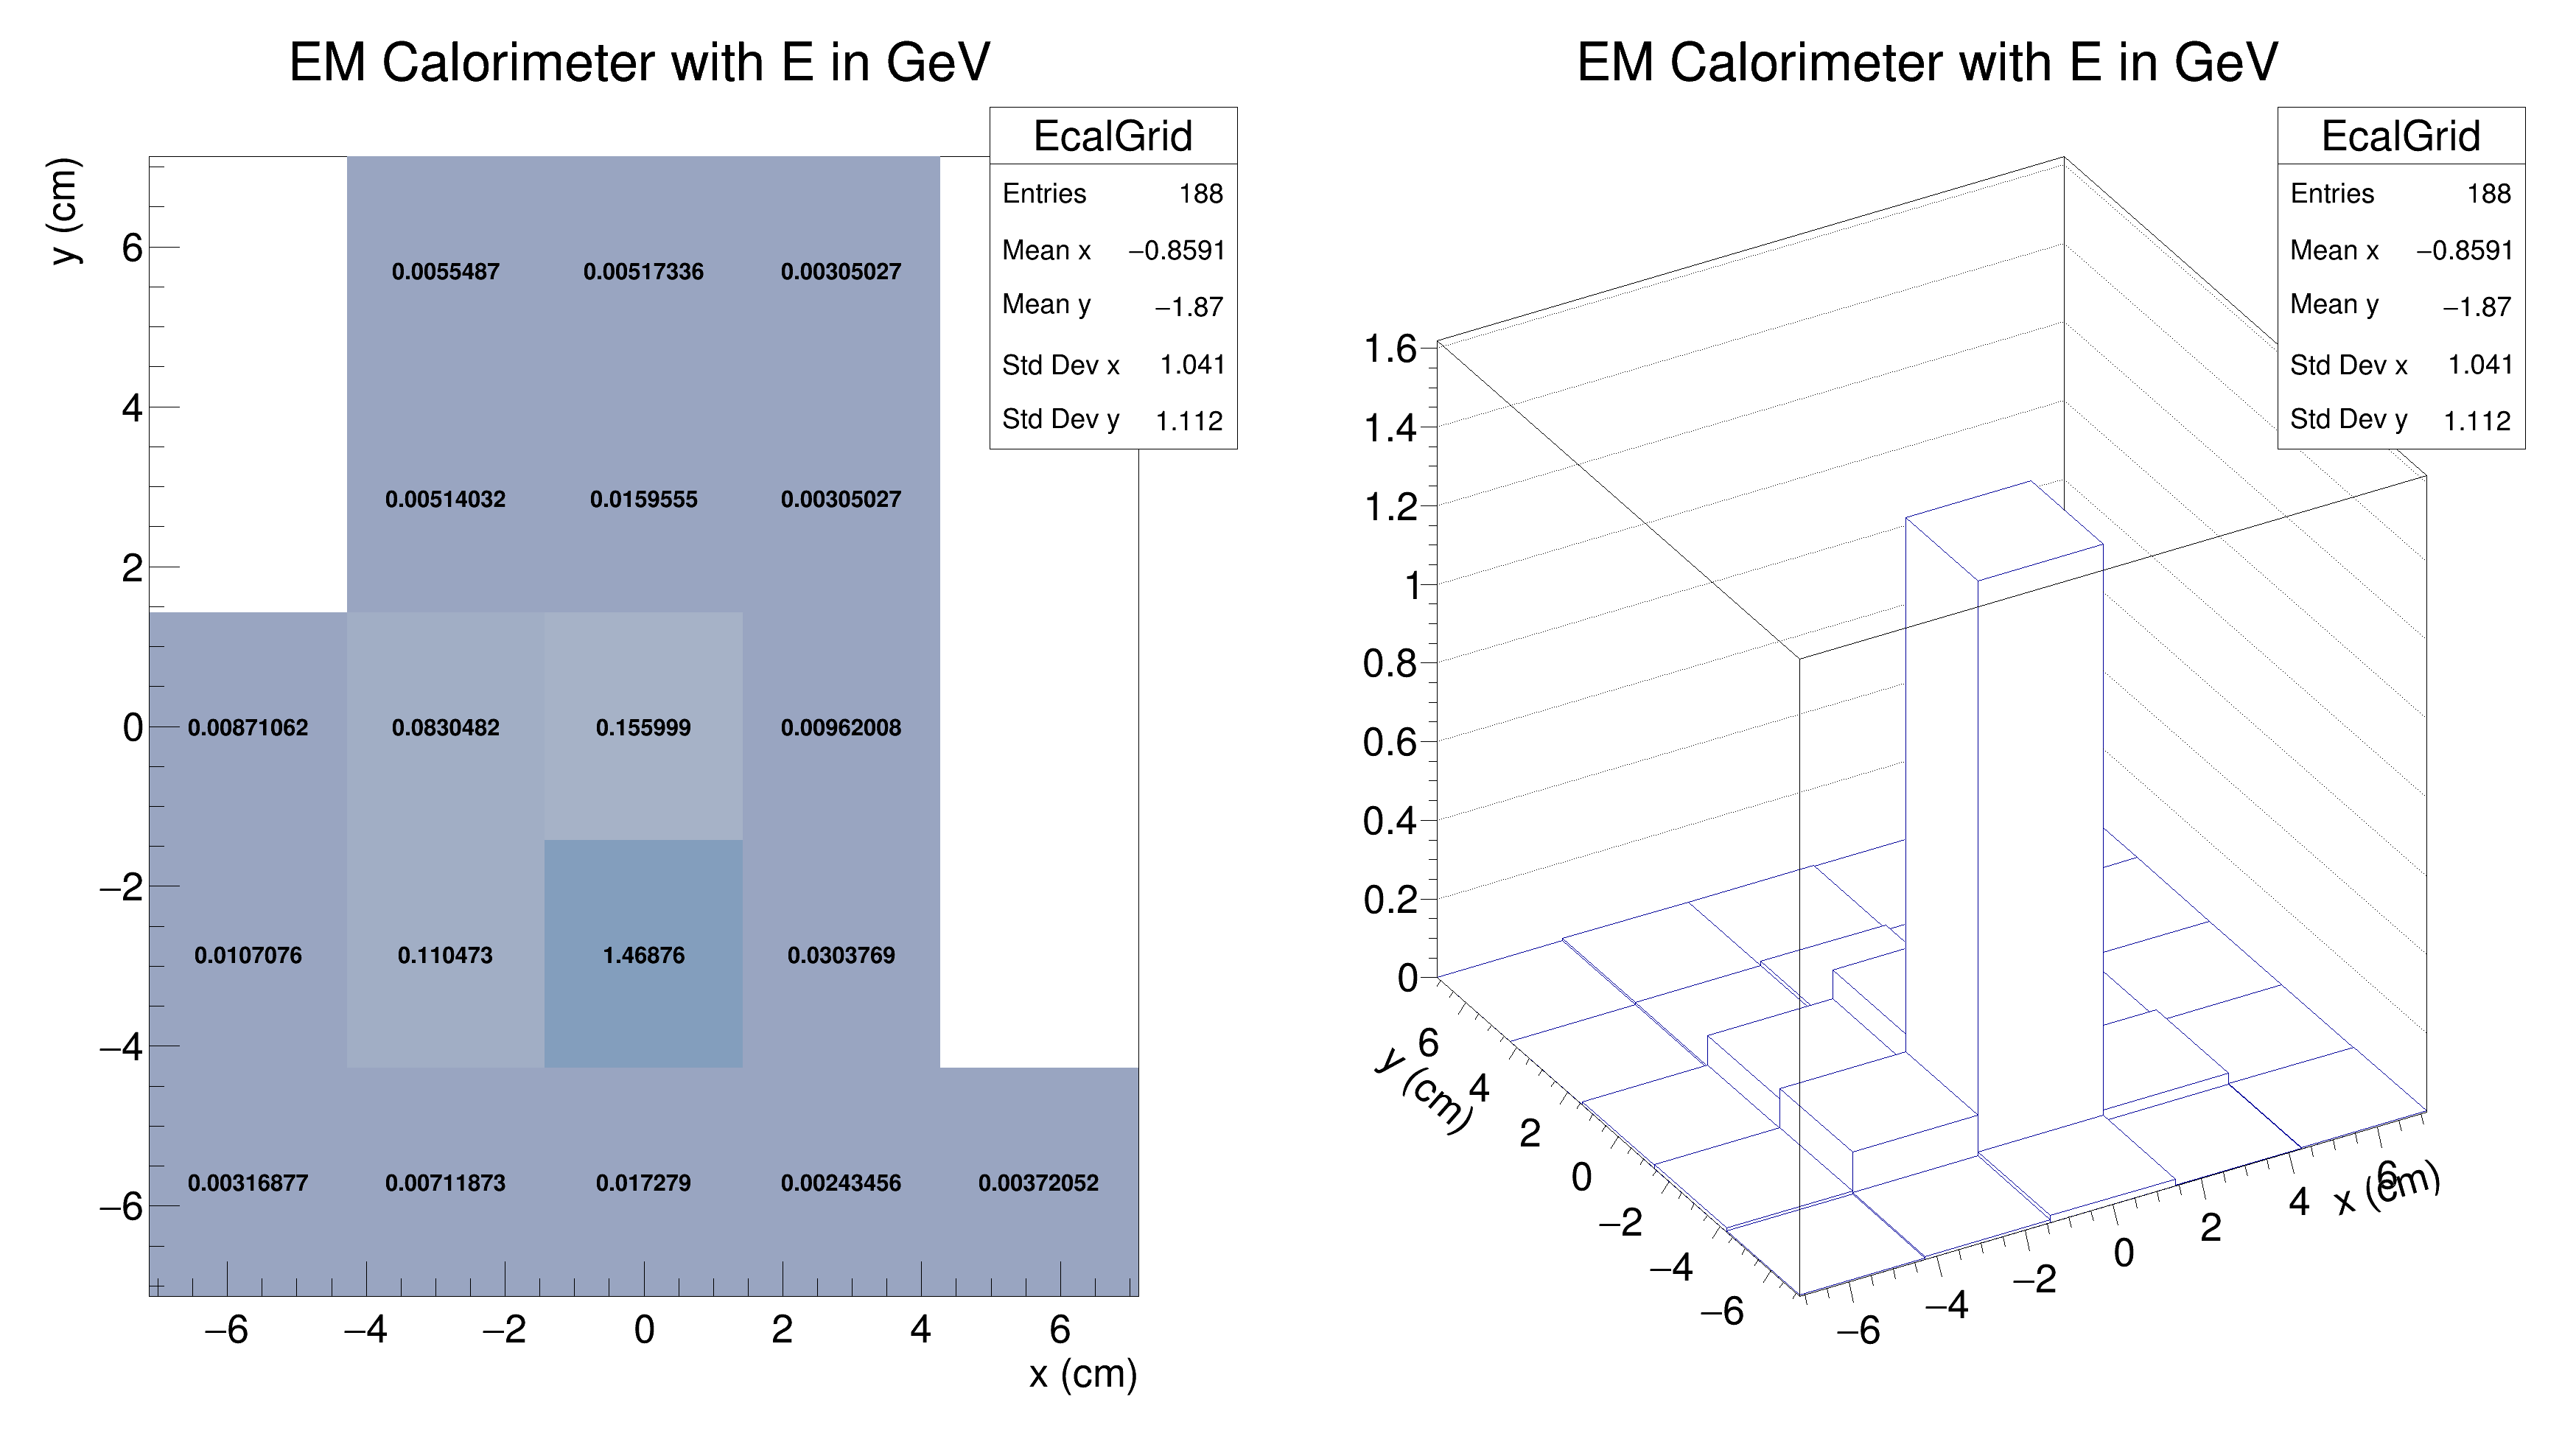 EM Calorimeter with E in GeV
EcalGrid
Entries 188
Mean x −0.8591
Mean y −1.87
Std Dev x 1.041
Std Dev y 1.112
y (cm)
6
4
2
0
−2
−4
−6
0.0055487 0.00517336 0.00305027
0.00514032 0.0159555 0.00305027
0.00871062 0.0830482 0.155999 0.00962008
0.0107076 0.110473 1.46876 0.0303769
0.00316877 0.00711873 0.017279 0.00243456 0.00372052
−6 −4 −2 0 2 4 6
x (cm)
EM Calorimeter with E in GeV
EcalGrid
Entries 188
Mean x −0.8591
Mean y −1.87
Std Dev x 1.041
Std Dev y 1.112
1.6
1.4
1.2
1
0.8
0.6
0.4
0.2
0
y (cm)
6
4
2
0
−2
−4
−6
−6 −4 −2 0 2 4 6
x (cm)